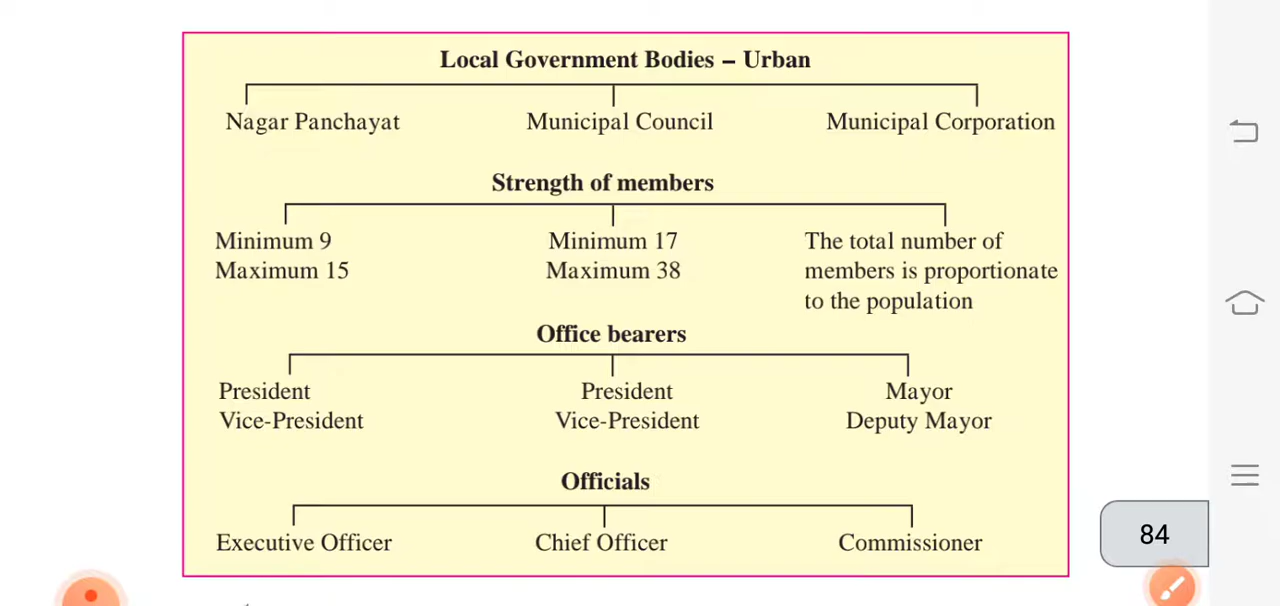 Local Government Bodies – Urban
Nagar Panchayat Municipal Council Municipal Corporation
Strength of members
Minimum 9 Minimum 17 The total number of
Maximum 15 Maximum 38 members is proportionate
to the population
Office bearers
President President Mayor
Vice-President Vice-President Deputy Mayor
Officials
Executive Officer Chief Officer Commissioner
84